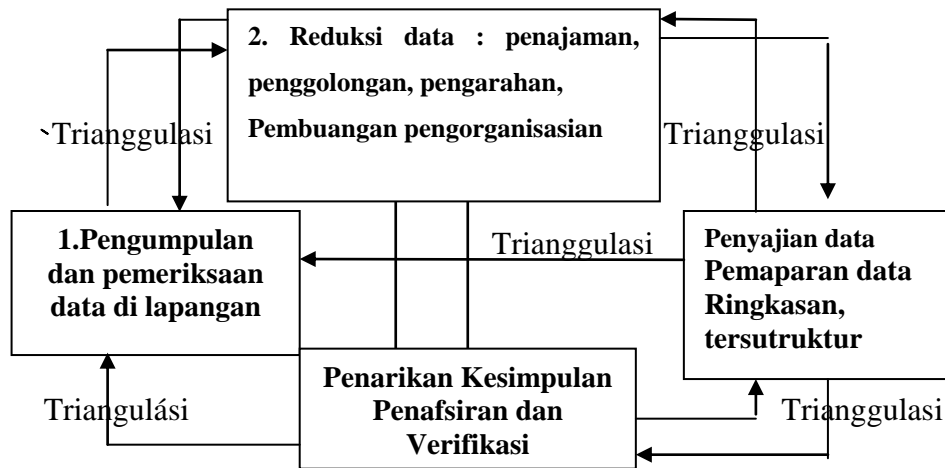 2. Reduksi data : penajaman,
penggolongan, pengarahan,
Pembuangan pengorganisasian
`Trianggulasi
Trianggulasi
1.Pengumpulan
dan pemeriksaan
data di lapangan
Trianggulasi
Penyajian data
Pemaparan data
Ringkasan,
tersutruktur
Penarikan Kesimpulan
Penafsiran dan
Verifikasi
Triangulási
Trianggulasi